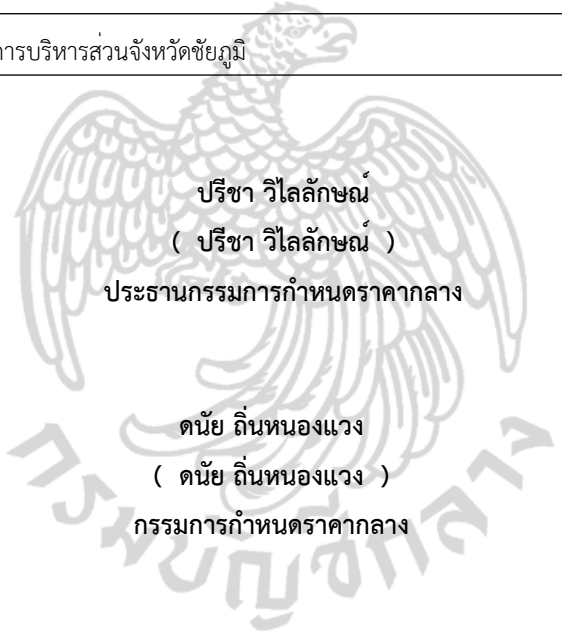 การบริหารส่วนจังหวัดชัยภูมิ
ปรีชา วิไลลักษณ์
( ปรีชา วิไลลักษณ์ )
ประธานกรรมการกำหนดราคากลาง
ดนัย ถิ่นหนองแวง
( ดนัย ถิ่นหนองแวง )
กรรมการกำหนดราคากลาง
กรมบัญชีกลาง